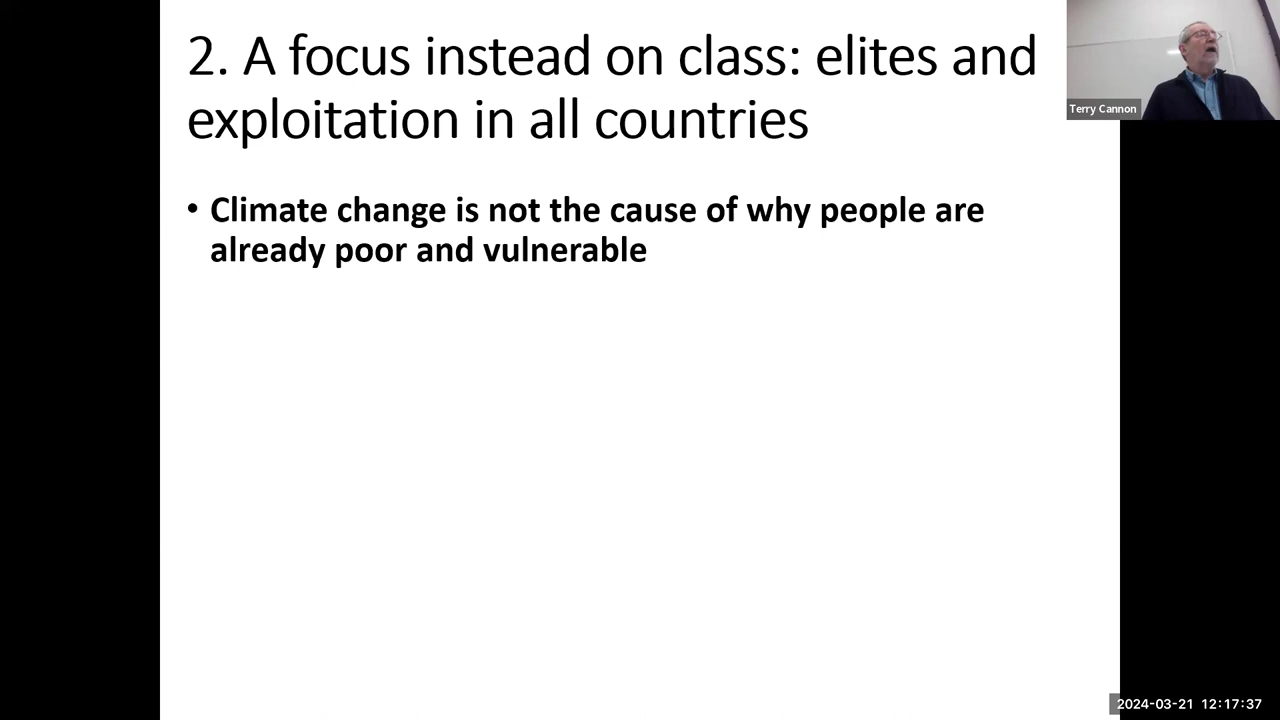 2. A focus instead on class: elites and
exploitation in all countries
• Climate change is not the cause of why people are
already poor and vulnerable
Terry Cannon
2024-03-21 12:17:37